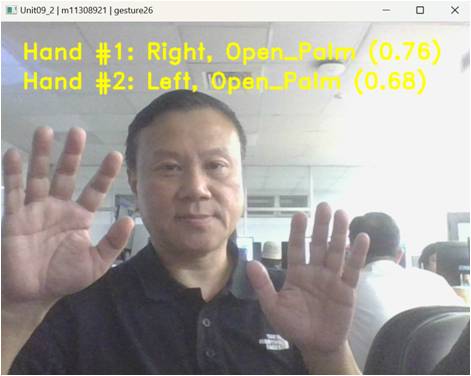 Unit09_2 | m11308921 | gesture26
Hand #1: Right, Open_Palm (0.76)
Hand #2: Left, Open_Palm (0.68)